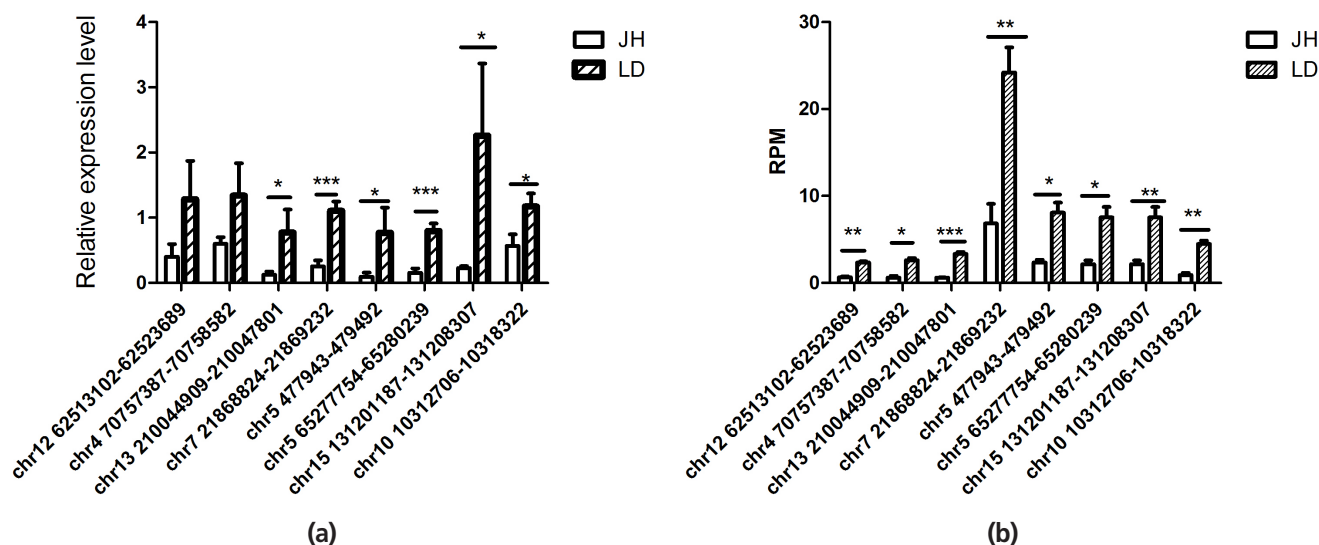 Relative expression level
4
3
2
1
0
*
***
*
***
*
*
JH
LD
chr12 62513102-62523689
chr4 70757387-70758582
chr13 210044909-210047801
chr7 21868824-21869232
chr5 477943-479492
chr5 65277754-65280239
chr15 131201187-131208307
chr10 10312706-10318322
(a)
RPM
30
20
10
0
**
*
***
**
*
*
**
**
JH
LD
chr12 62513102-62523689
chr4 70757387-70758582
chr13 210044909-210047801
chr7 21868824-21869232
chr5 477943-479492
chr5 65277754-65280239
chr15 131201187-131208307
chr10 10312706-10318322
(b)